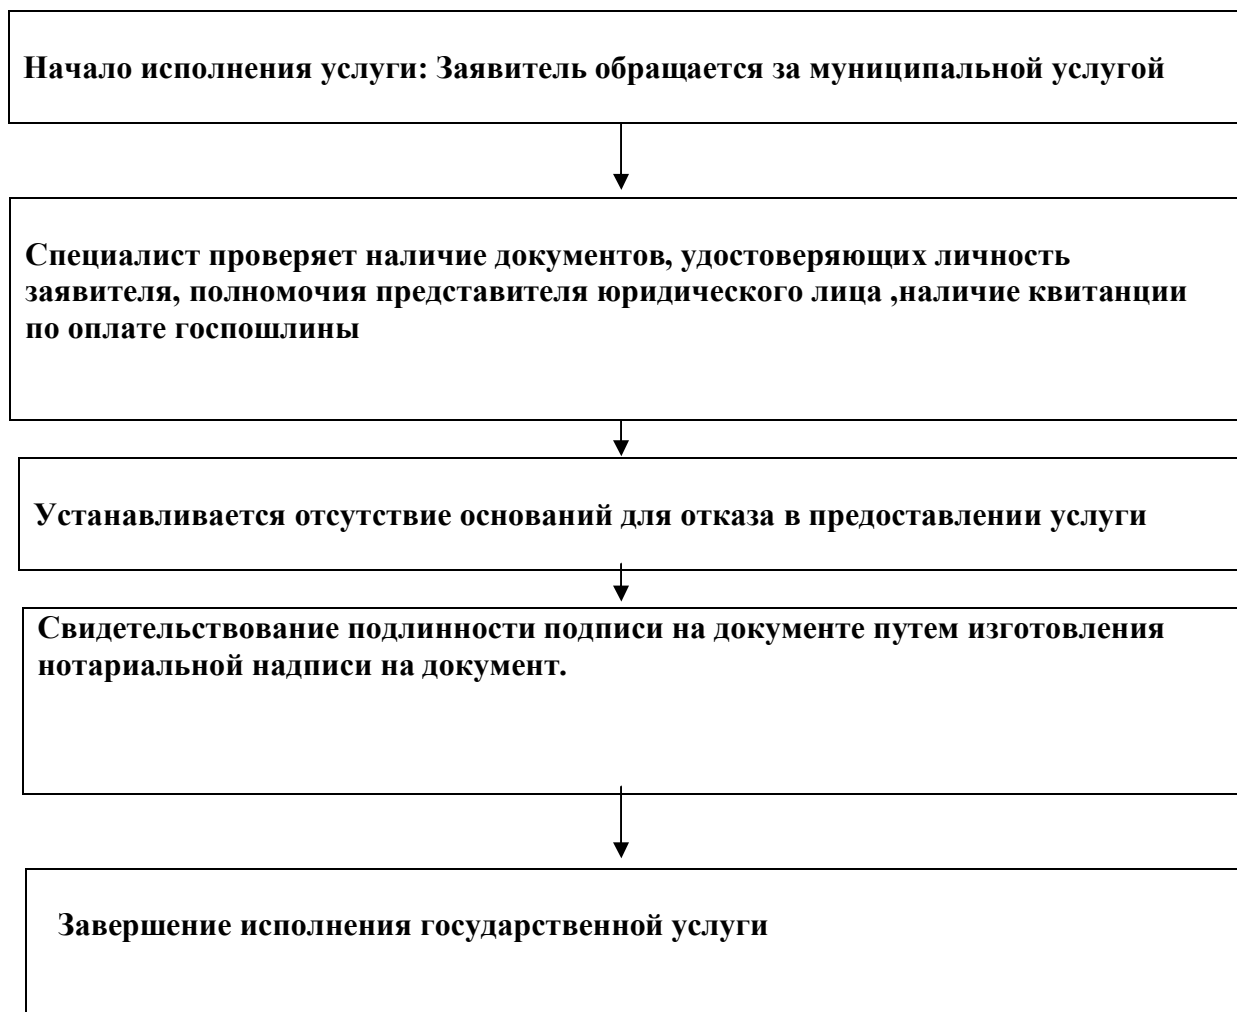 Начало исполнения услуги: Заявитель обращается за муниципальной услугой
Специалист проверяет наличие документов, удостоверяющих личность
заявителя, полномочия представителя юридического лица ,наличие квитанции
по оплате госпошлины
Устанавливается отсутствие оснований для отказа в предоставлении услуги
Свидетельствование подлинности подписи на документе путем изготовления
нотариальной надписи на документ.
Завершение исполнения государственной услуги